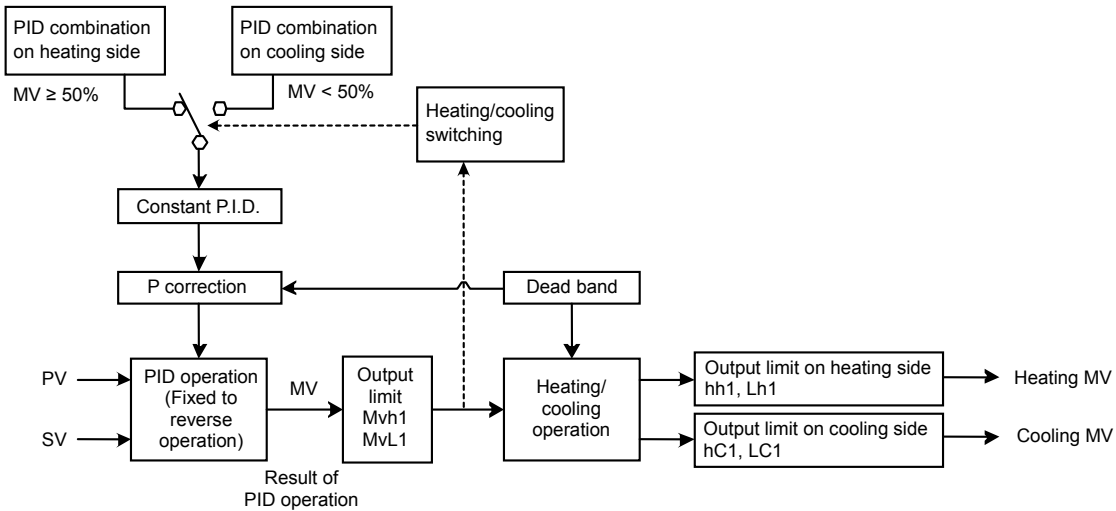 PID combination
on heating side
PID combination
on cooling side
MV ≥ 50%
MV < 50%
Heating/cooling
switching
Constant P.I.D.
P correction
Dead band
PV
SV
PID operation
(Fixed to
reverse
operation)
MV
Output
limit
Mvh1
MvL1
Result of
PID operation
Heating/
cooling
operation
Output limit on heating side
hh1, Lh1
Heating MV
Output limit on cooling side
hC1, LC1
Cooling MV